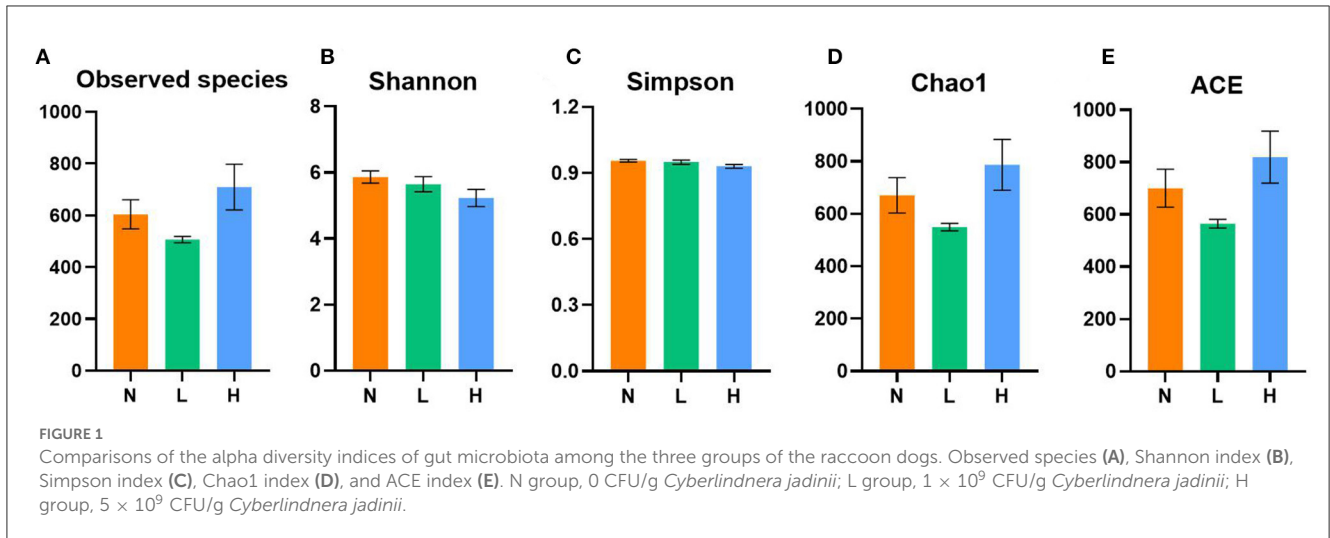 A
Observed species
1000
800
600
400
200
0
N L H
B
Shannon
8
6
4
2
0
N L H
C
Simpson
1.2
0.9
0.6
0.3
0.0
N L H
D
Chao1
1000
800
600
400
200
0
N L H
E
ACE
1000
800
600
400
200
0
N L H
FIGURE 1
Comparisons of the alpha diversity indices of gut microbiota among the three groups of the raccoon dogs. Observed species (A), Shannon index (B),
Simpson index (C), Chao1 index (D), and ACE index (E). N group, 0 CFU/g Cyberlindnera jadinii; L group, 1 × 10⁹ CFU/g Cyberlindnera jadinii; H
group, 5 × 10⁹ CFU/g Cyberlindnera jadinii.